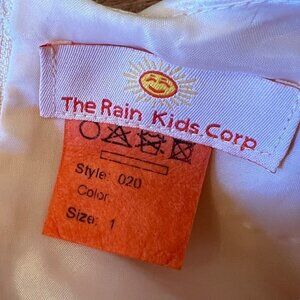 The Rain Kids Corp
Style: 020
Color:
Size: 1